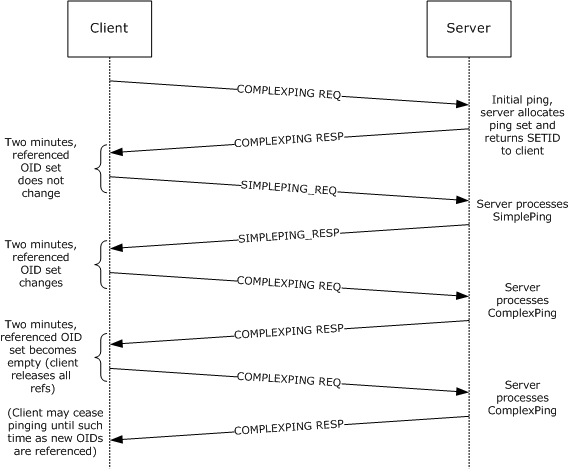 Client
Server
COMPLEXPING REQ
Initial ping,
server allocates
ping set and
returns SETID
to client
COMPLEXPING RESP
Two minutes,
referenced
OID set
does not
change
SIMPLEPING_REQ
Server processes
SimplePing
SIMPLEPING_RESP
Two minutes,
referenced
OID set
changes
COMPLEXPING REQ
Server
processes
ComplexPing
COMPLEXPING RESP
Two minutes,
referenced OID
set becomes
empty (client
releases all
refs)
COMPLEXPING REQ
Server
processes
ComplexPing
COMPLEXPING RESP
(Client may cease
pinging until such
time as new OIDs
are referenced)